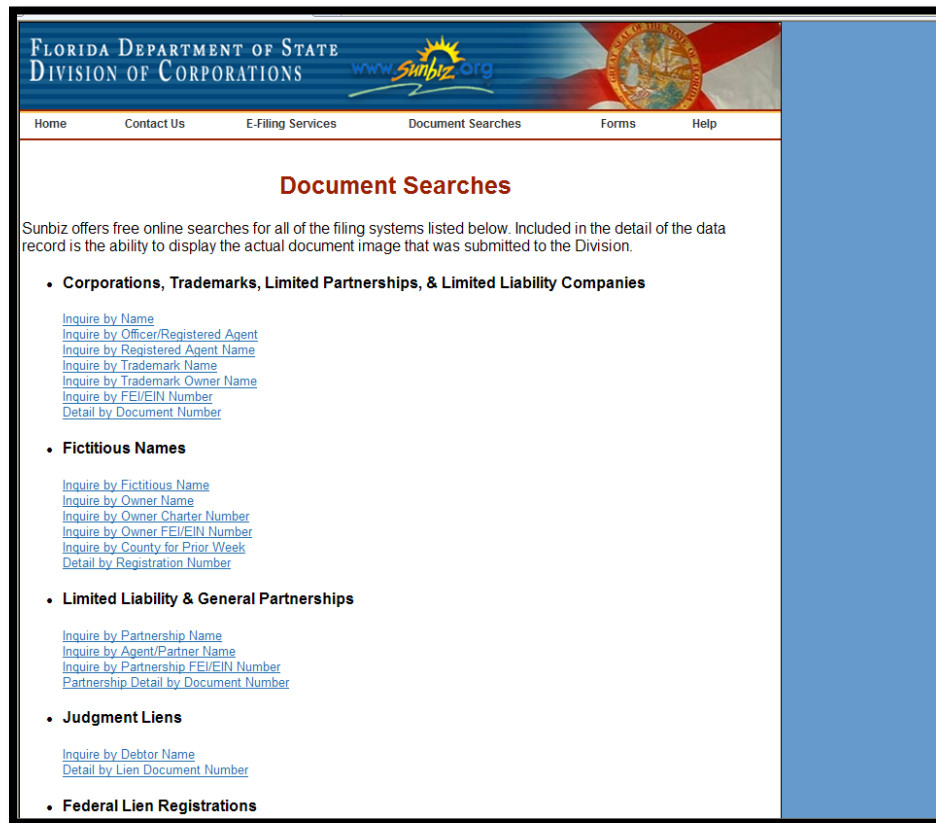 FLORIDA DEPARTMENT OF STATE
DIVISION OF CORPORATIONS
www.Sunbiz.org
GREAT SEAL OF THE STATE OF FLORIDA
Home Contact Us E-Filing Services Document Searches Forms Help
Document Searches
Sunbiz offers free online searches for all of the filing systems listed below. Included in the detail of the data
record is the ability to display the actual document image that was submitted to the Division.
• Corporations, Trademarks, Limited Partnerships, & Limited Liability Companies
Inquire by Name
Inquire by Officer/Registered Agent
Inquire by Registered Agent Name
Inquire by Trademark Name
Inquire by Trademark Owner Name
Inquire by FEI/EIN Number
Detail by Document Number
• Fictitious Names
Inquire by Fictitious Name
Inquire by Owner Name
Inquire by Owner Charter Number
Inquire by Owner FEI/EIN Number
Inquire by County for Prior Week
Detail by Registration Number
• Limited Liability & General Partnerships
Inquire by Partnership Name
Inquire by Agent/Partner Name
Inquire by Partnership FEI/EIN Number
Partnership Detail by Document Number
• Judgment Liens
Inquire by Debtor Name
Detail by Lien Document Number
• Federal Lien Registrations